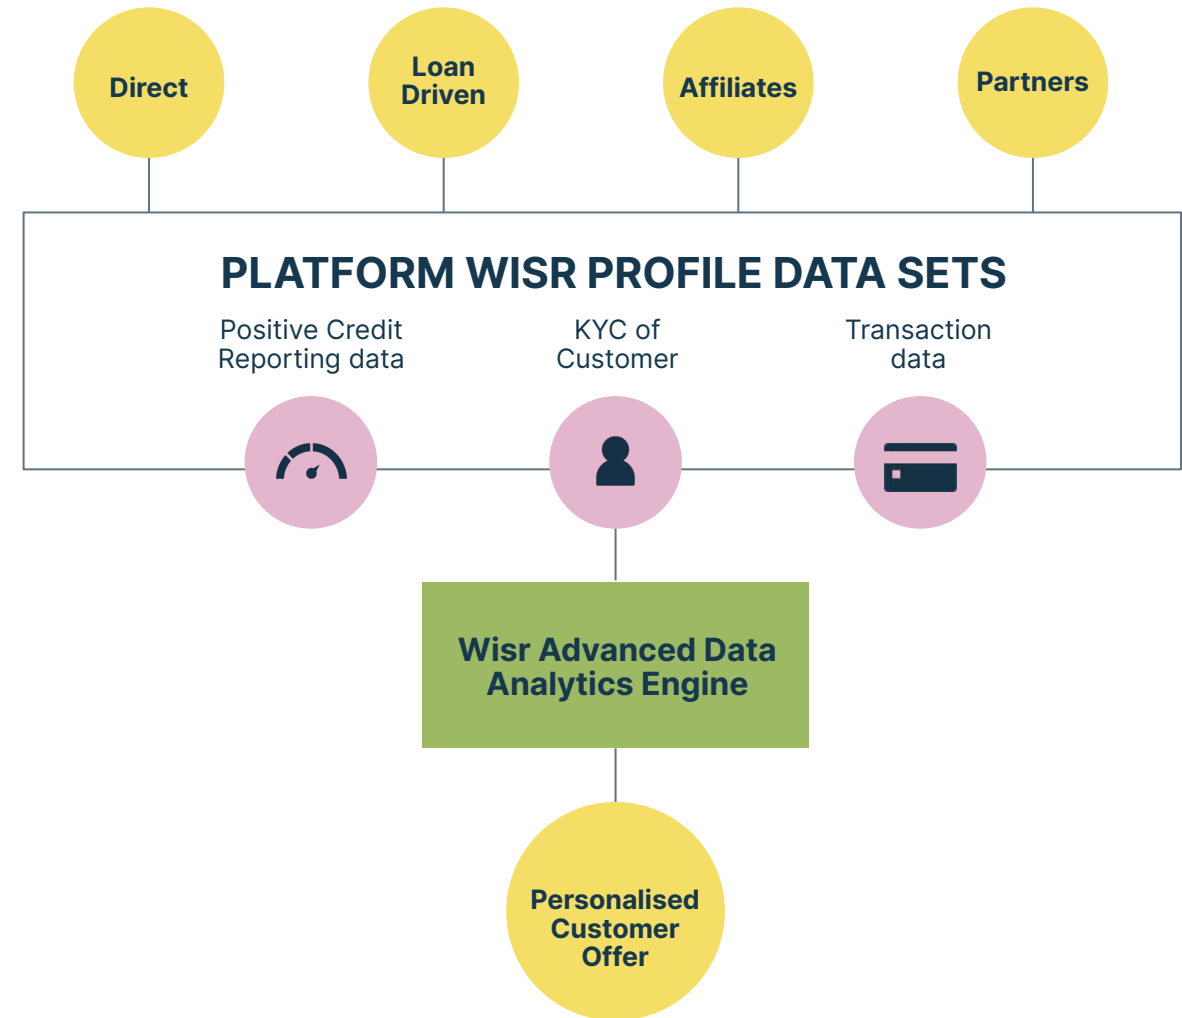 Direct
Loan
Driven
Affiliates
Partners
PLATFORM WISR PROFILE DATA SETS
Positive Credit
Reporting data
KYC of
Customer
Transaction
data
Wisr Advanced Data
Analytics Engine
Personalised
Customer
Offer